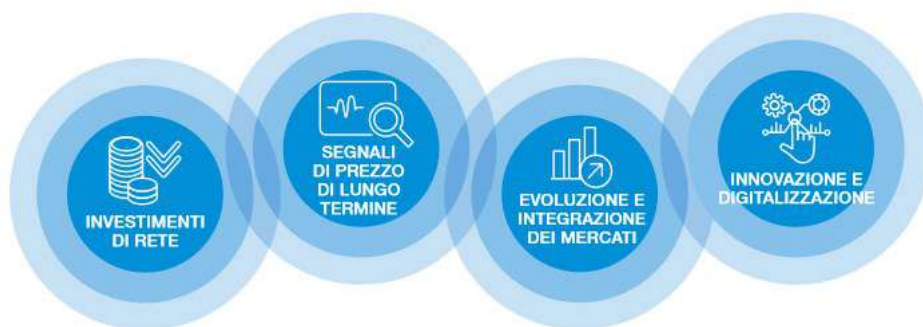 INVESTIMENTI
DI RETE
SEGNALI
DI PREZZO
DI LUNGO
TERMINE
EVOLUZIONE E
INTEGRAZIONE
DEI MERCATI
INNOVAZIONE E
DIGITALIZZAZIONE